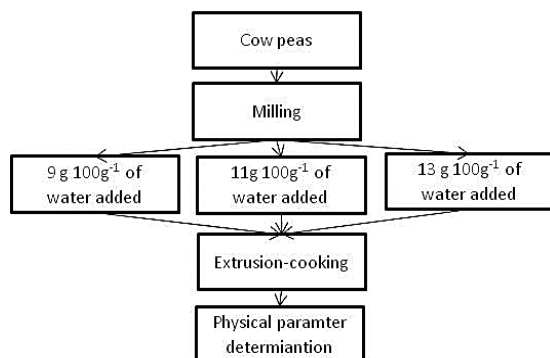 Cow peas
Milling
9 g 100g⁻¹ of
water added
11g 100g⁻¹ of
water added
13 g 100g⁻¹ of
water added
Extrusion-cooking
Physical paramter
determiantion